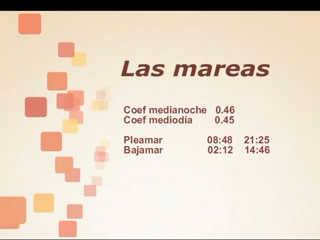 Las mareas
Coef medianoche 0.46
Coef mediodía 0.45
Pleamar 08:48 21:25
Bajamar 02:12 14:46